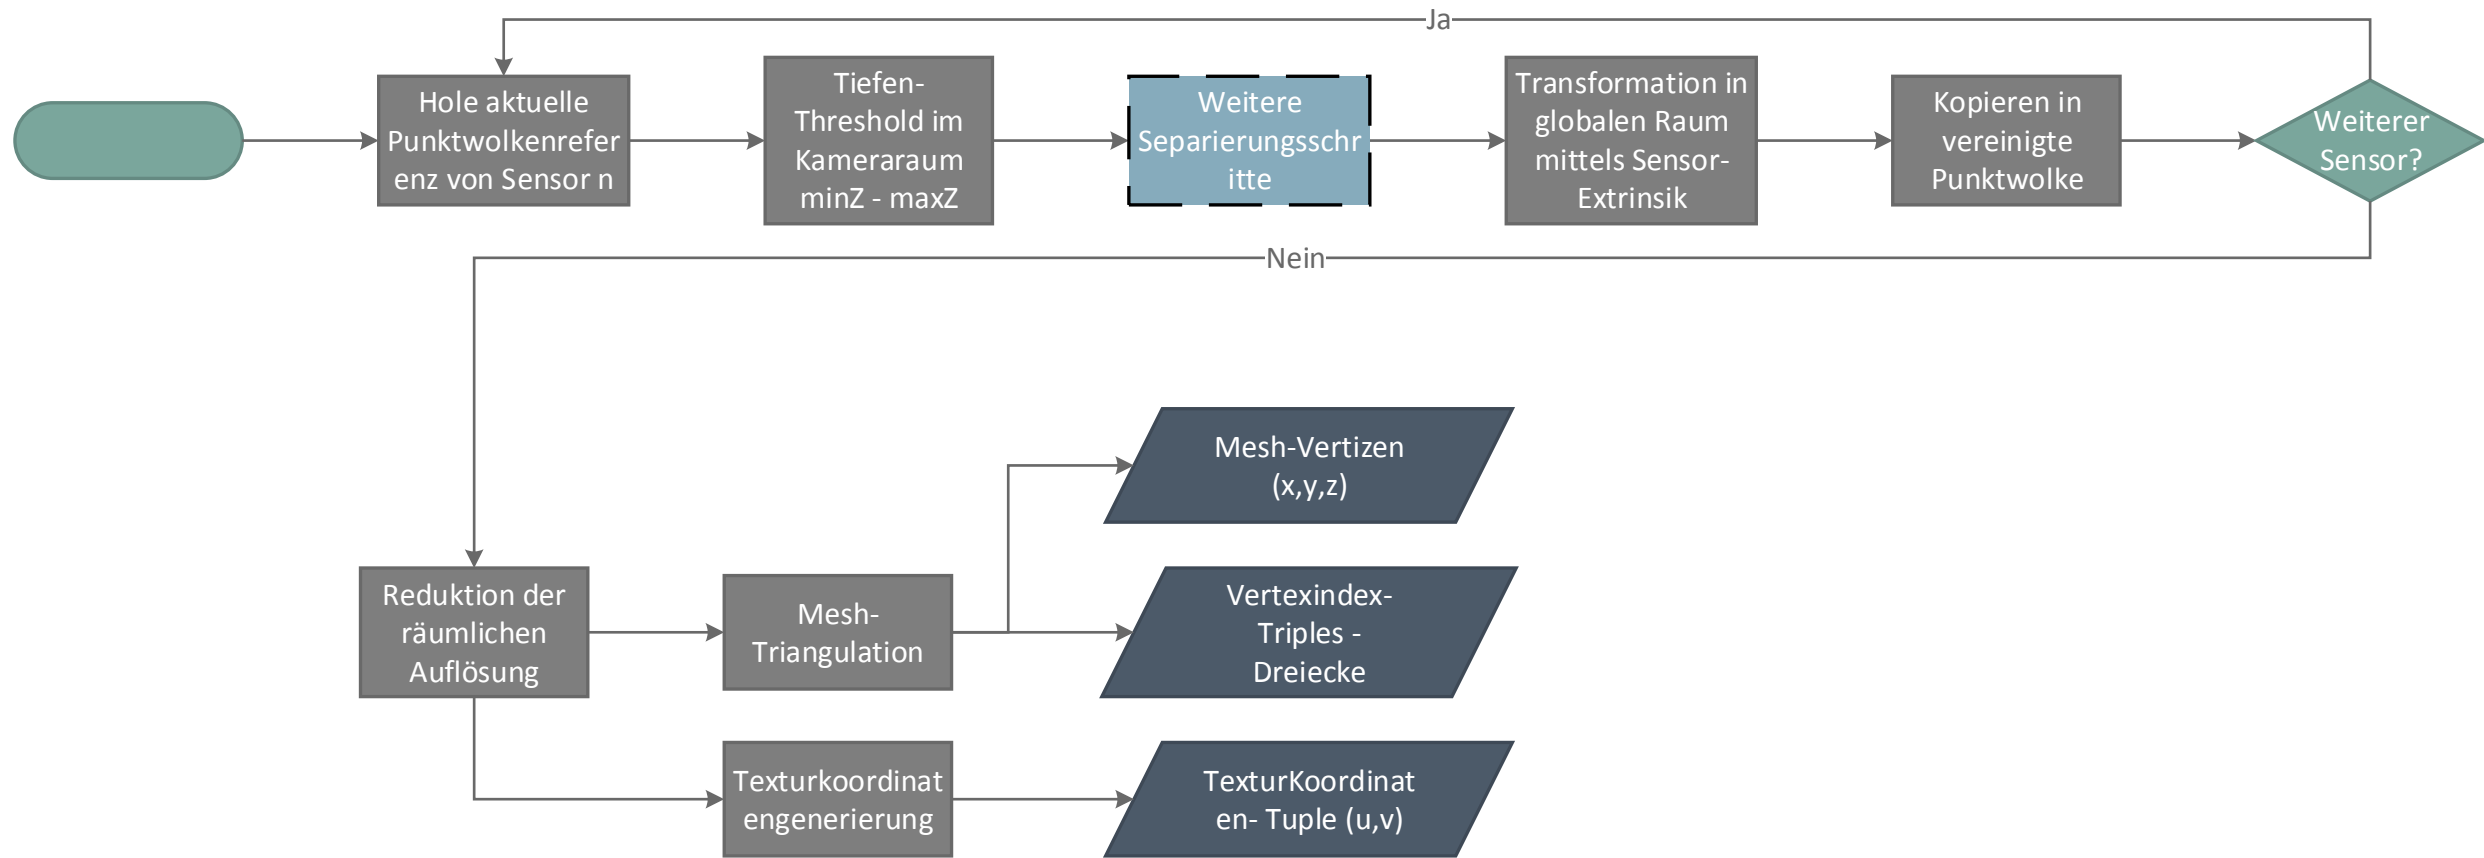 Ja
Hole aktuelle
Punktwolkenrefer
enz von Sensor n
Tiefen-
Threshold im
Kameraraum
minZ - maxZ
Weitere
Separierungsschr
itte
Transformation in
globalen Raum
mittels Sensor-
Extrinsik
Kopieren in
vereinigte
Punktwolke
Weiterer
Sensor?
Nein
Mesh-Vertizen
(x,y,z)
Reduktion der
räumlichen
Auflösung
Mesh-
Triangulation
Vertexindex-
Triples -
Dreiecke
Texturkoordinat
engenerierung
TexturKoordinat
en- Tuple (u,v)